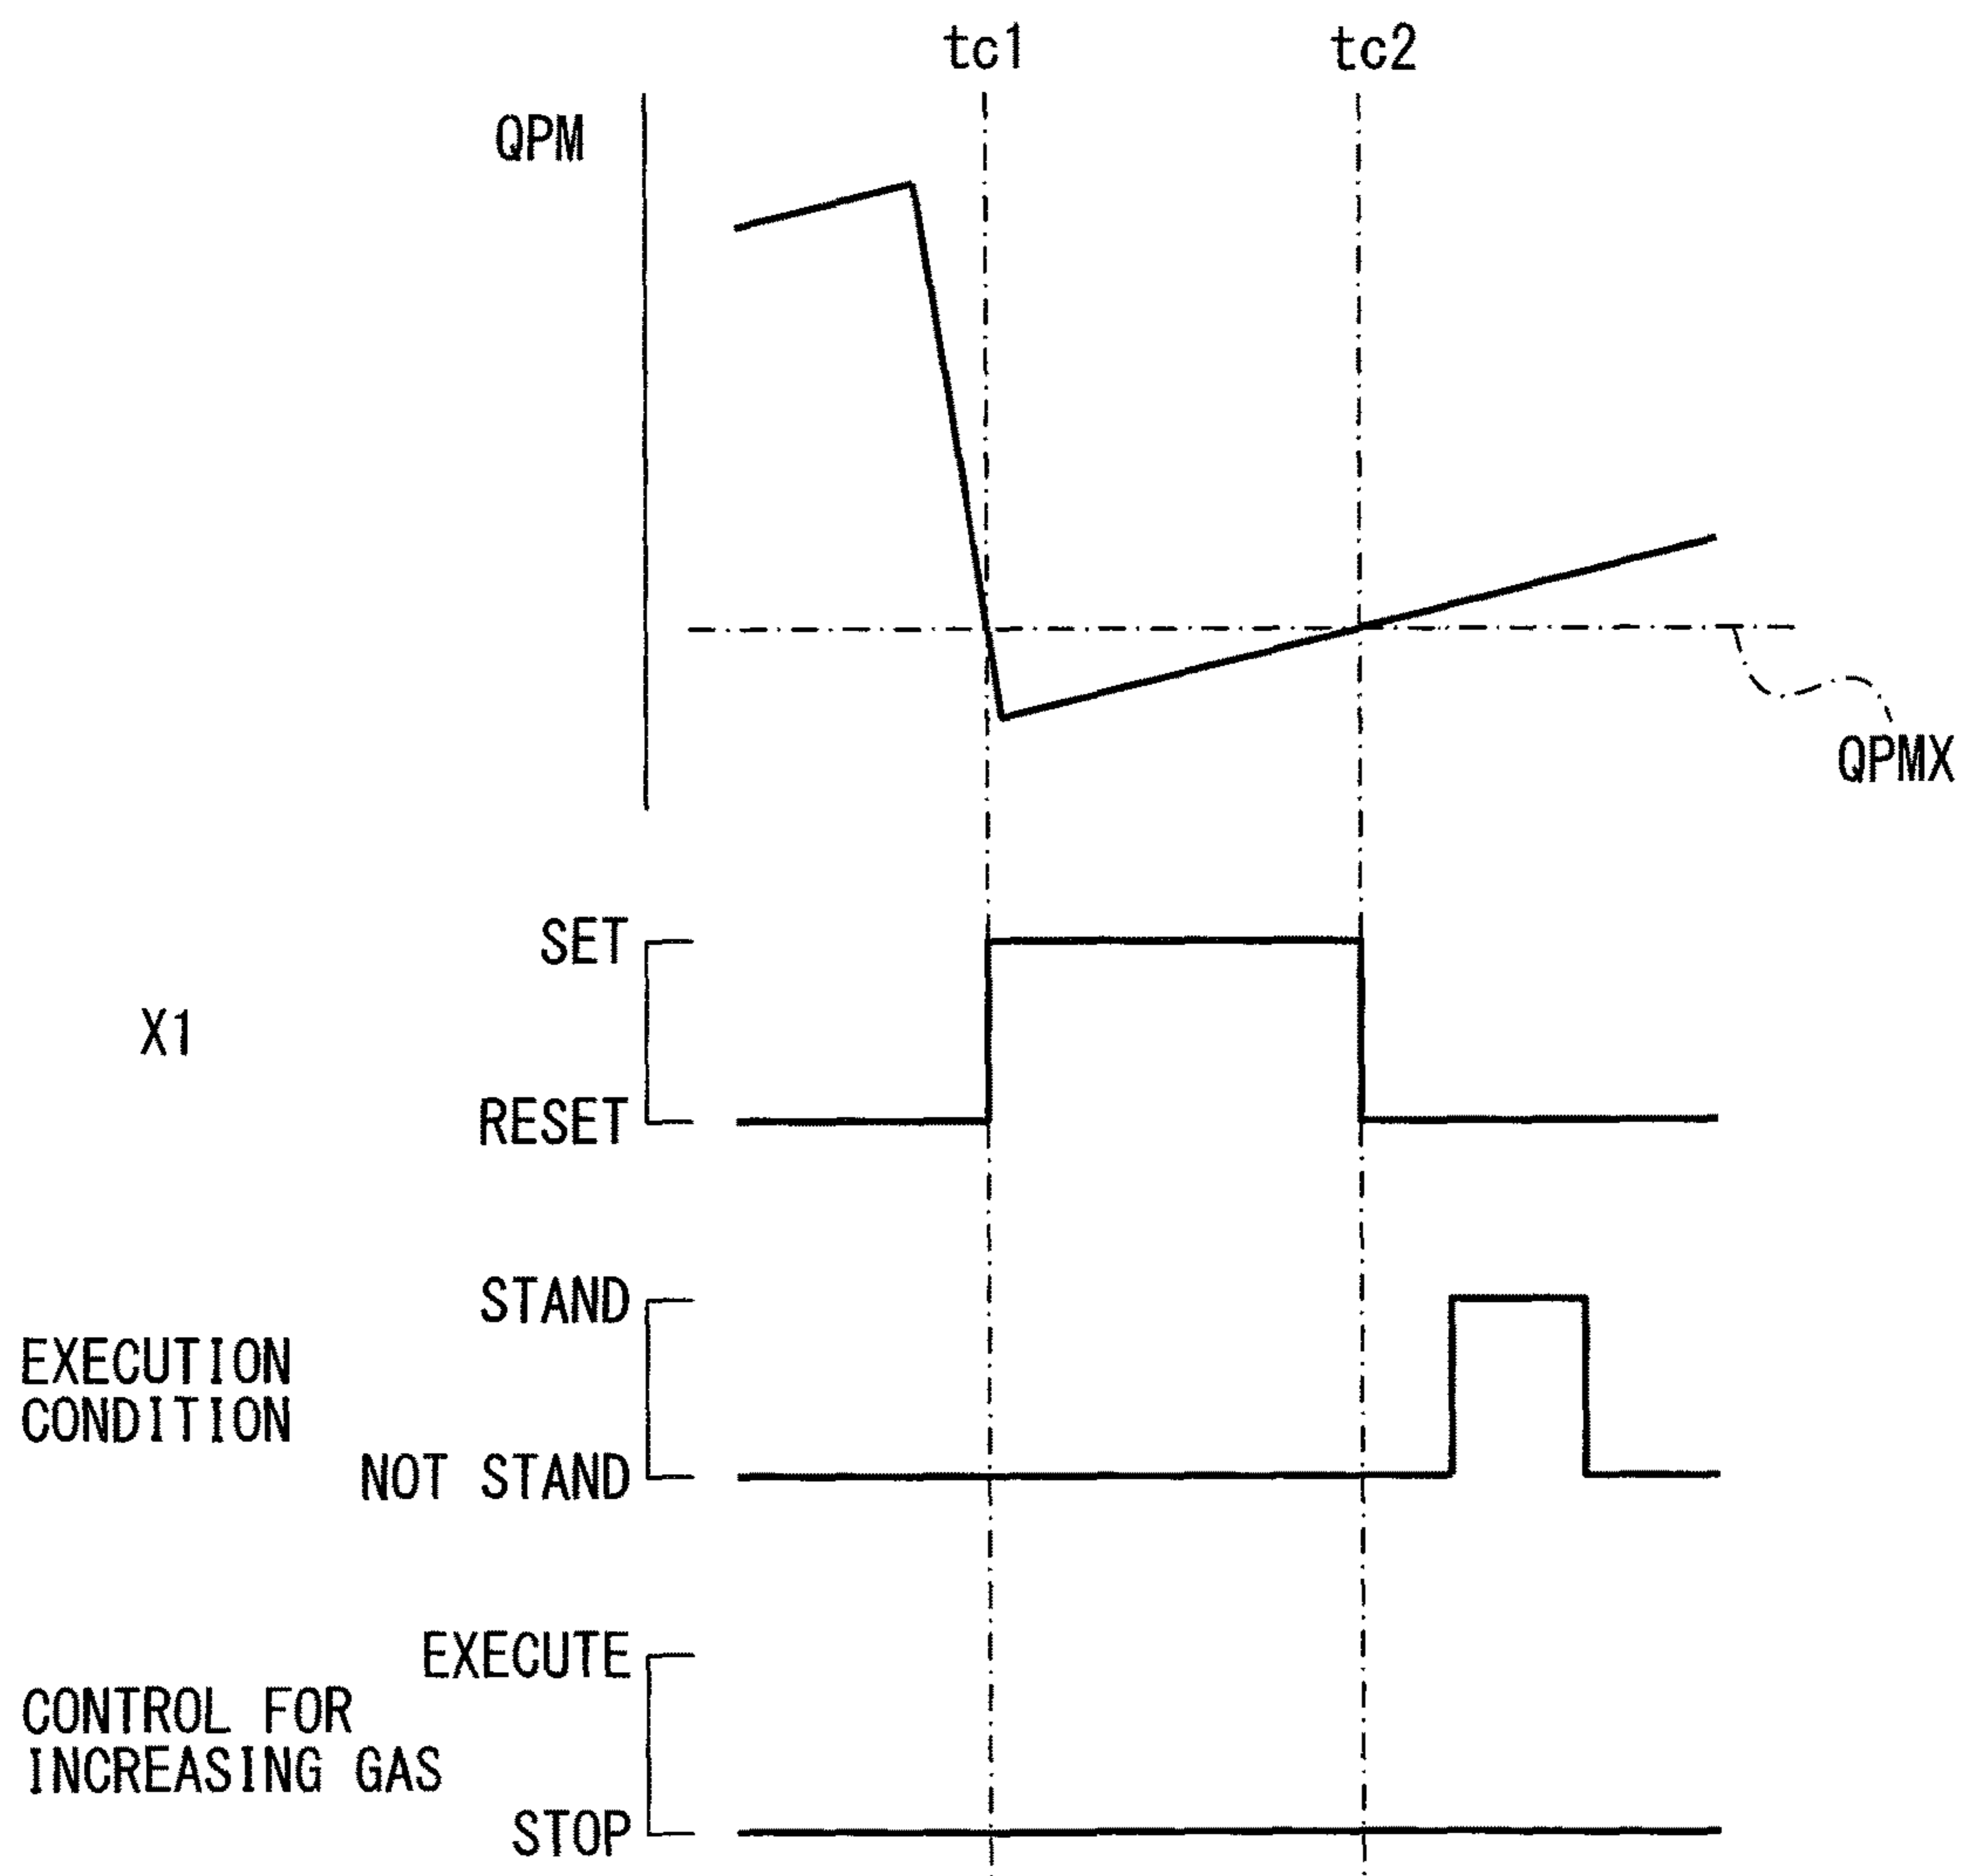 tc1
tc2
QPM
QPMX
SET
X1
RESET
STAND
EXECUTION
CONDITION
NOT STAND
EXECUTE
CONTROL FOR
INCREASING GAS
STOP